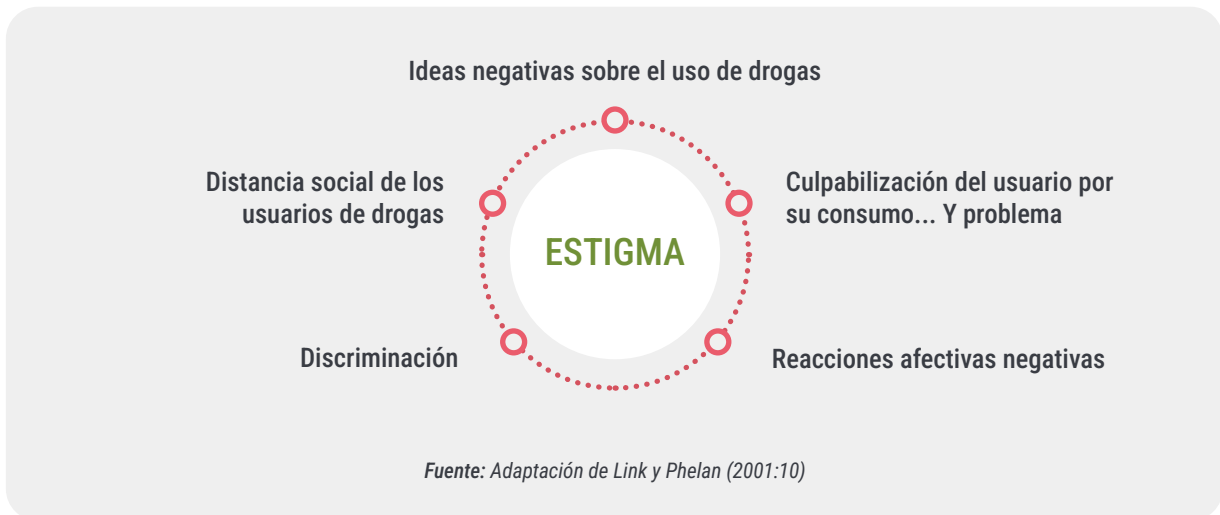 Ideas negativas sobre el uso de drogas
Distancia social de los
usuarios de drogas
Culpabilización del usuario por
su consumo... Y problema
ESTIGMA
Discriminación
Reacciones afectivas negativas
Fuente: Adaptación de Link y Phelan (2001:10)